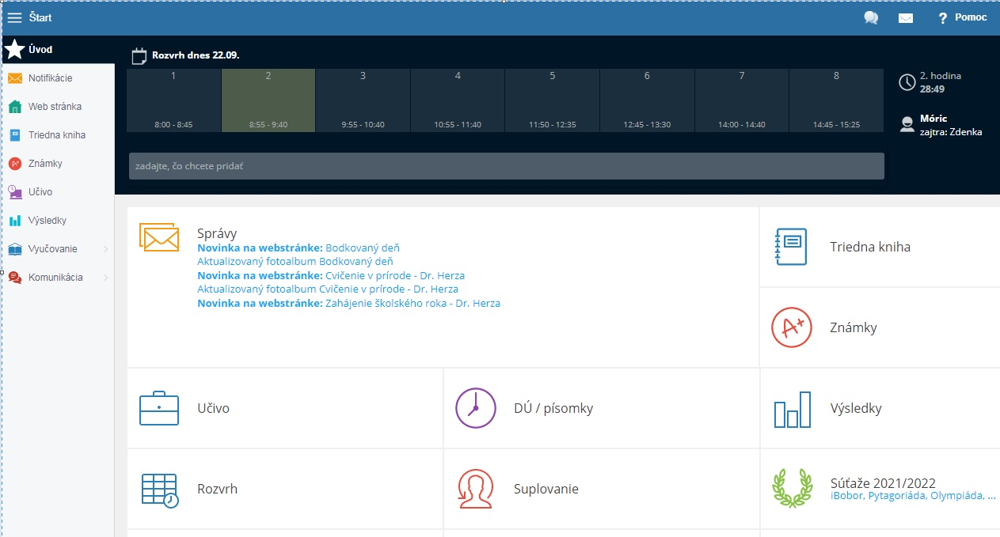 Štart
Pomoc
Úvod
Notifikácie
Web stránka
Triedna kniha
Známky
Učivo
Výsledky
Vyučovanie
Komunikácia
Rozvrh dnes 22.09.
1 2 3 4 5 6 7 8
8:00 - 8:45 8:55 - 9:40 9:55 - 10:40 10:55 - 11:40 11:50 - 12:35 12:45 - 13:30 14:00 - 14:40 14:45 - 15:25
2. hodina
28:49
Móric
zajtra: Zdenka
zadajte, čo chcete pridať
Správy
Novinka na webstránke: Bodkovaný deň
Aktualizovaný fotoalbum Bodkovaný deň
Novinka na webstránke: Cvičenie v prírode - Dr. Herza
Aktualizovaný fotoalbum Cvičenie v prírode - Dr. Herza
Novinka na webstránke: Zahájenie školského roka - Dr. Herza
Triedna kniha
A+ Známky
Učivo
DÚ / písomky
Výsledky
Rozvrh
Suplovanie
Súťaže 2021/2022
iBobor, Pytagoriáda, Olympiáda, ...